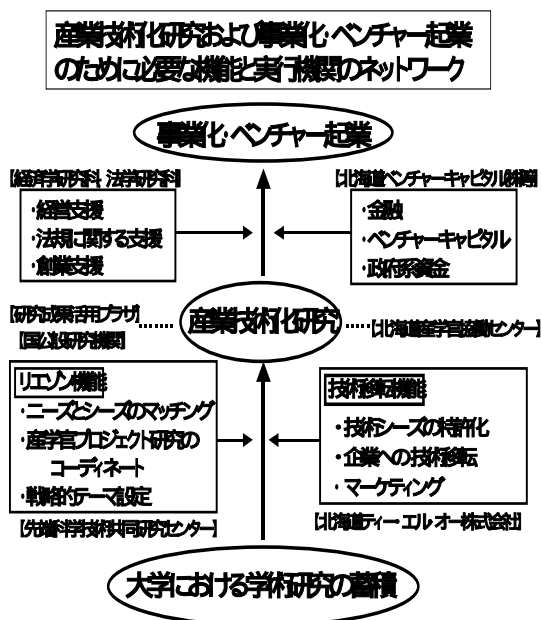 産業技術化研究および事業化・ベンチャー起業
のために必要な機能と実行機関のネットワーク
事業化・ベンチャー起業
【経済学研究科、法学研究科】
・経営支援
・法規に関する支援
・創業支援
【北海道ベンチャーキャピタル(株)等】
・金融
・ベンチャーキャピタル
・政府系資金
産業技術化研究
【研究成果活用プラザ】
【国公設研究機関】
【北海道産学官協働センター】
リエゾン機能
・ニーズとシーズのマッチング
・産学官プロジェクト研究の
コーディネート
・戦略的テーマ設定
【先端科学技術共同研究センター】
技術移転機能
・技術シーズの特許化
・企業への技術移転
・マーケティング
【北海道ティー・エル・オー株式会社】
大学における学術研究の蓄積